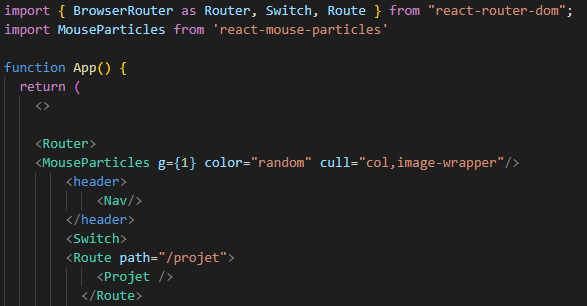 import { BrowserRouter as Router, Switch, Route } from "react-router-dom";
import MouseParticles from 'react-mouse-particles'
function App() {
return (
<>
<Router>
<MouseParticles g={1} color="random" cull="col,image-wrapper"/>
<header>
<Nav/>
</header>
<Switch>
<Route path="/projet">
<Projet />
</Route>